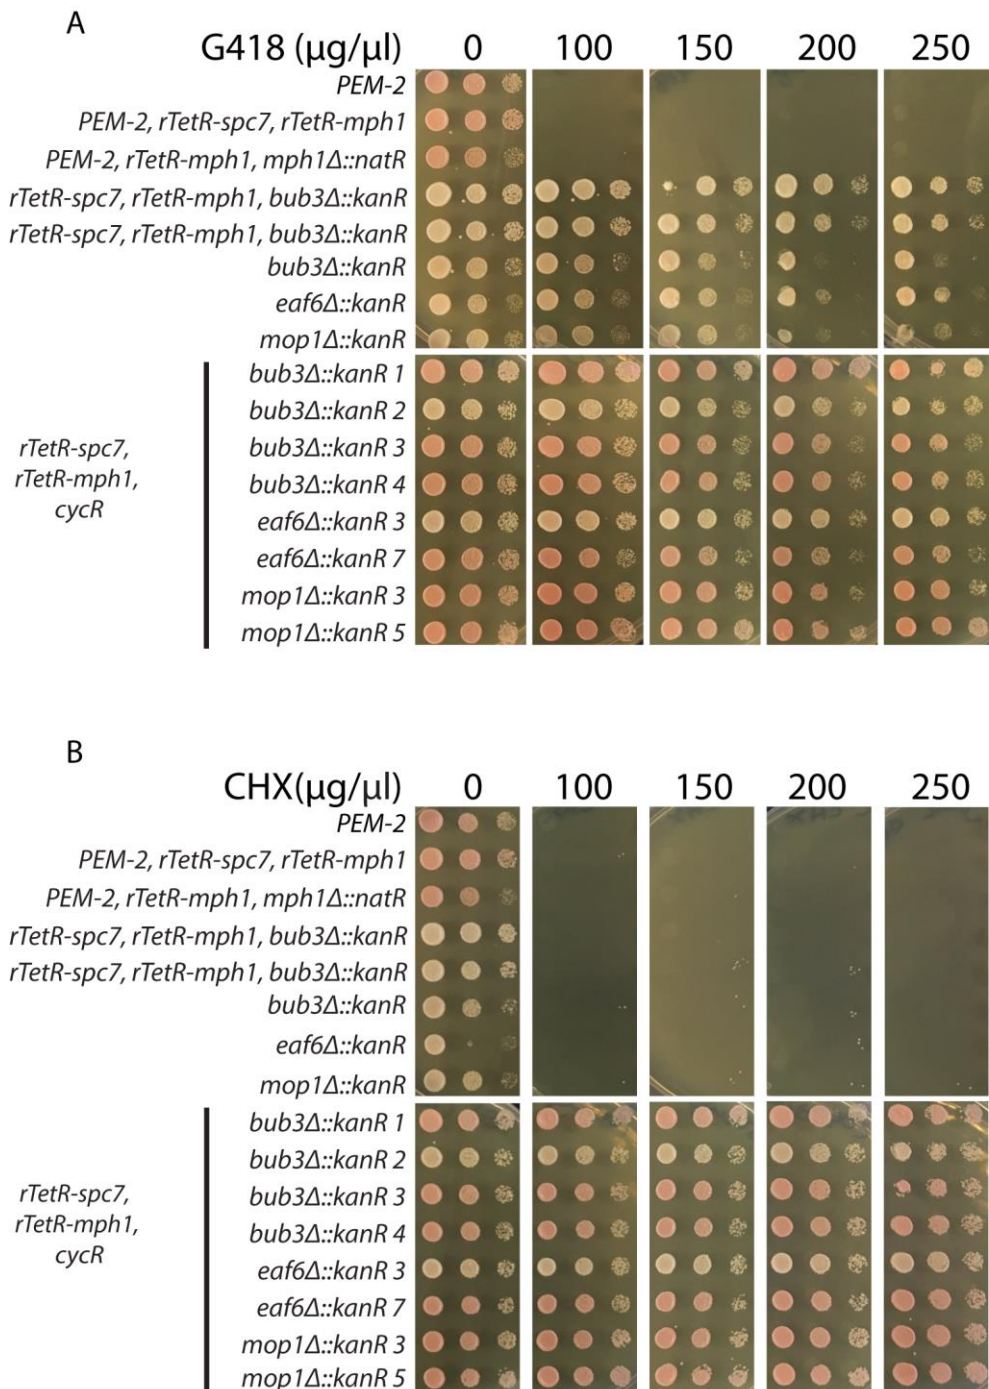 A
G418 (µg/µl) 0 100 150 200 250
PEM-2
PEM-2, rTetR-spc7, rTetR-mph1
PEM-2, rTetR-mph1, mph1Δ::natR
rTetR-spc7, rTetR-mph1, bub3Δ::kanR
rTetR-spc7, rTetR-mph1, bub3Δ::kanR
bub3Δ::kanR
eaf6Δ::kanR
mop1Δ::kanR
rTetR-spc7,
rTetR-mph1,
cycR
bub3Δ::kanR 1
bub3Δ::kanR 2
bub3Δ::kanR 3
bub3Δ::kanR 4
eaf6Δ::kanR 3
eaf6Δ::kanR 7
mop1Δ::kanR 3
mop1Δ::kanR 5
B
CHX(µg/µl) 0 100 150 200 250
PEM-2
PEM-2, rTetR-spc7, rTetR-mph1
PEM-2, rTetR-mph1, mph1Δ::natR
rTetR-spc7, rTetR-mph1, bub3Δ::kanR
rTetR-spc7, rTetR-mph1, bub3Δ::kanR
bub3Δ::kanR
eaf6Δ::kanR
mop1Δ::kanR
rTetR-spc7,
rTetR-mph1,
cycR
bub3Δ::kanR 1
bub3Δ::kanR 2
bub3Δ::kanR 3
bub3Δ::kanR 4
eaf6Δ::kanR 3
eaf6Δ::kanR 7
mop1Δ::kanR 3
mop1Δ::kanR 5